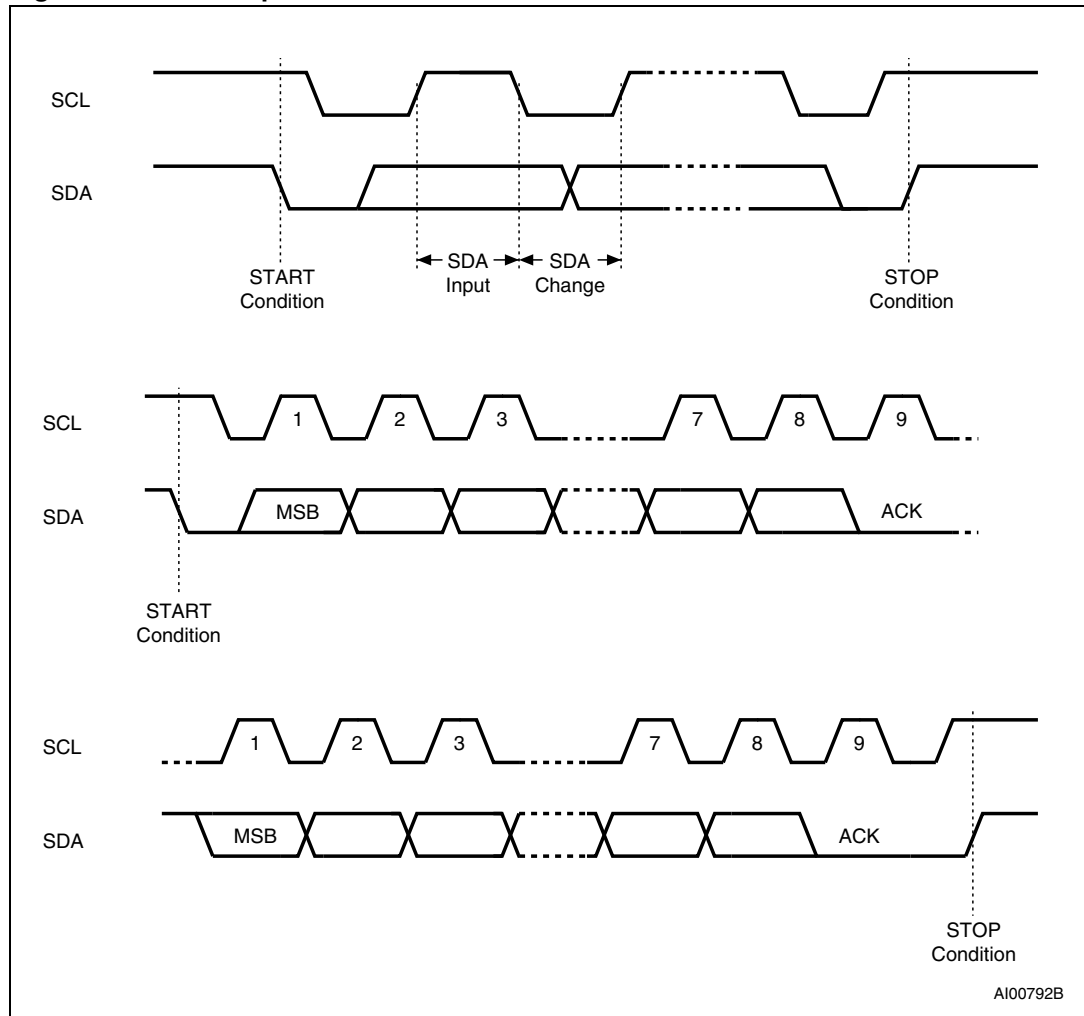 SCL
SDA
SDA
Input
SDA
Change
START
Condition
STOP
Condition
SCL
1 2 3 7 8 9
SDA
MSB
ACK
START
Condition
SCL
1 2 3 7 8 9
SDA
MSB
ACK
STOP
Condition
AI00792B